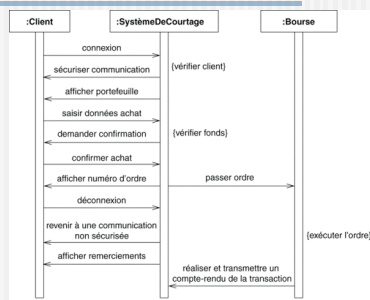 :Client
:SystèmeDeCourtage
:Bourse
connexion
sécuriser communication
{vérifier client}
afficher portefeuille
saisir données achat
demander confirmation
{vérifier fonds}
confirmer achat
afficher numéro d'ordre
passer ordre
déconnexion
revenir à une communication
non sécurisée
{exécuter l'ordre}
afficher remerciements
réaliser et transmettre un
compte-rendu de la transaction